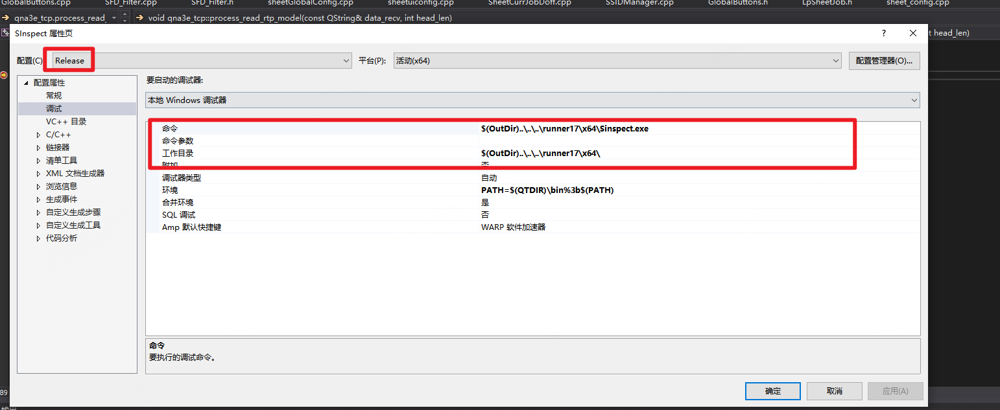 GlobalButtons.cpp SFD_Filter.cpp SFD_Filter.h sheetGlobalConfig.cpp sheetuiconfig.cpp SheetCurrJobDoff.cpp SSIDManager.cpp GlobalButtons.h LpSheetJob.h sheet_config.cpp
qna3e_tcp.process_read_ void qna3e_tcp::process_read_rtp_model(const QString& data_recv, int head_len)
SInspect 属性页 ? t head_len)
配置(C) Release 平台(P): 活动(x64) 配置管理器(O)...
配置属性
常规
调试
VC++ 目录
C/C++
链接器
清单工具
XML 文档生成器
浏览信息
生成事件
自定义生成步骤
自定义生成工具
代码分析
要启动的调试器:
本地 Windows 调试器
命令 $(OutDir)..\..\..\runner17\x64\Sinspect.exe
命令参数
工作目录 $(OutDir)..\..\..\runner17\x64\
附加 否
调试器类型 自动
环境 PATH=$(QTDIR)\bin%3b$(PATH)
合并环境 是
SQL 调试 否
Amp 默认快捷键 WARP 软件加速器
命令
要执行的调试命令。
确定 取消 应用(A)
89